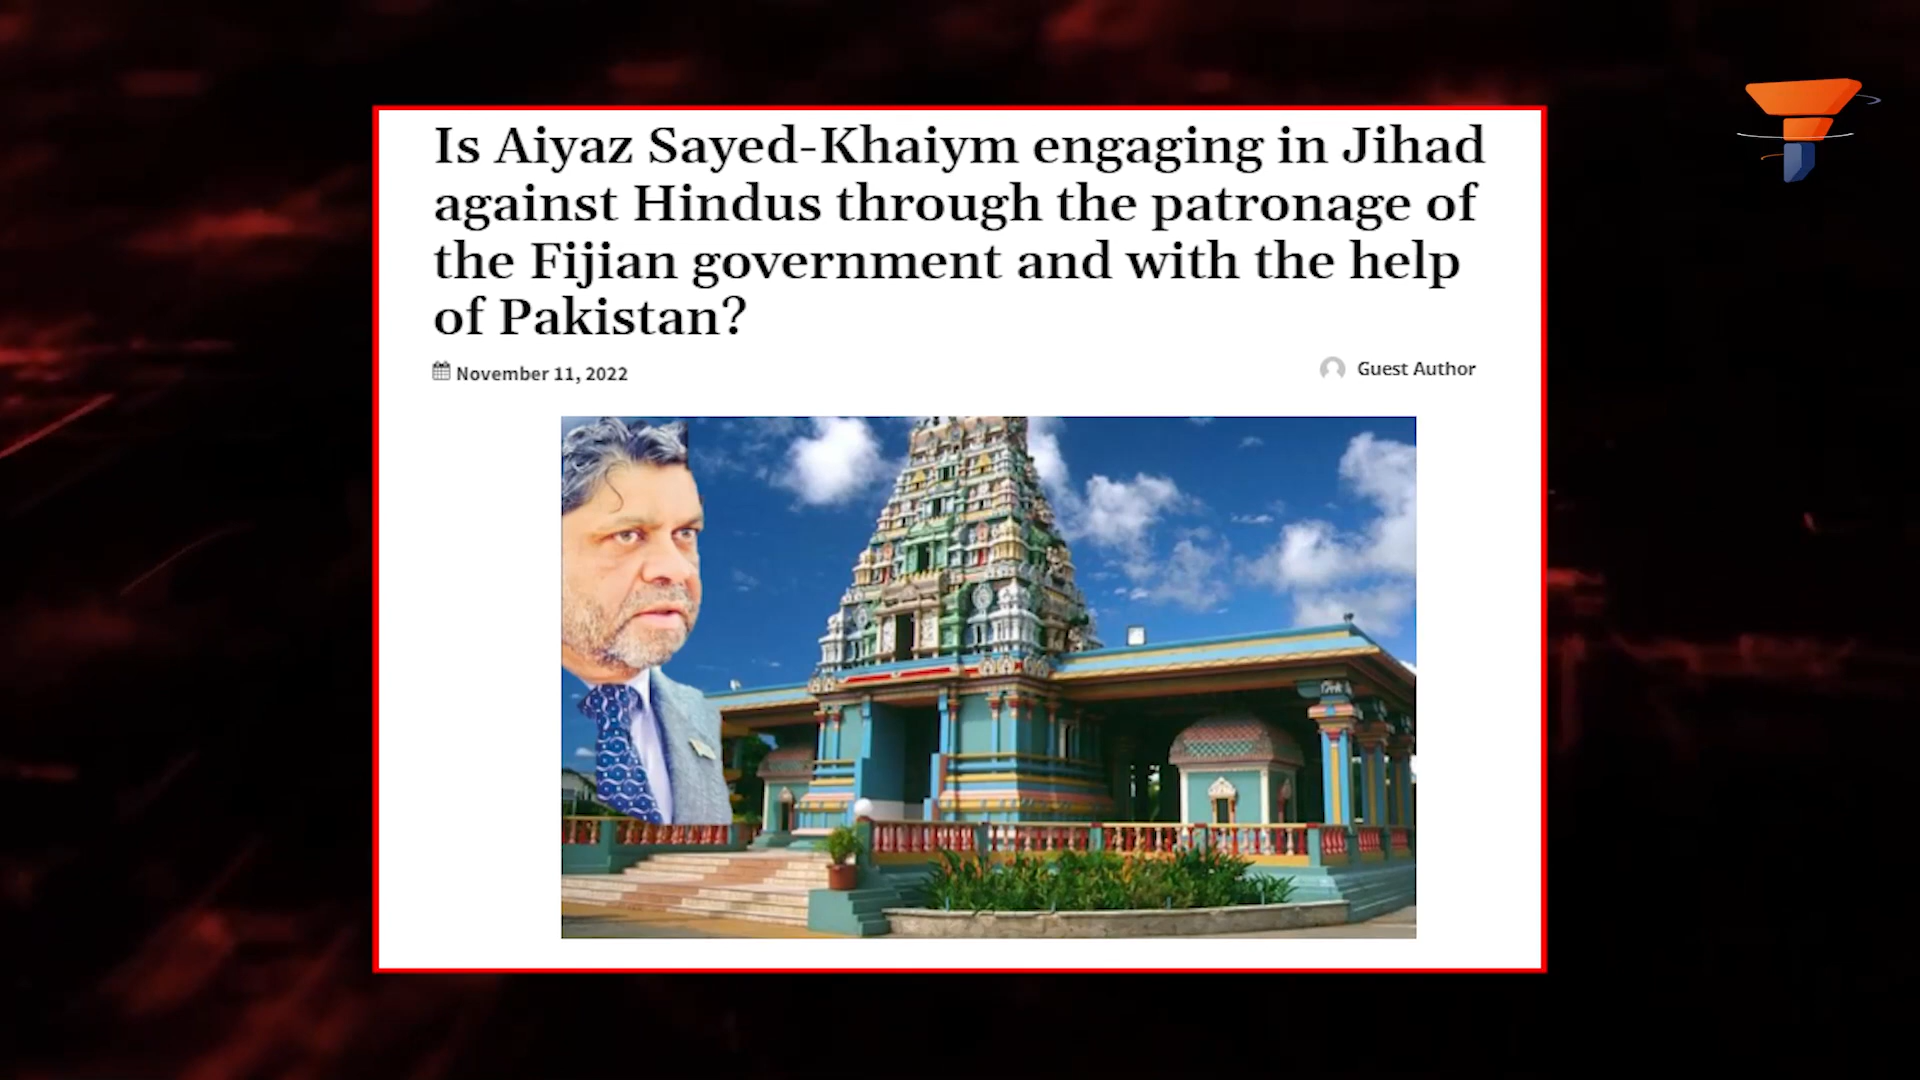 Is Aiyaz Sayed-Khaiym engaging in Jihad
against Hindus through the patronage of
the Fijian government and with the help
of Pakistan?
November 11, 2022
Guest Author